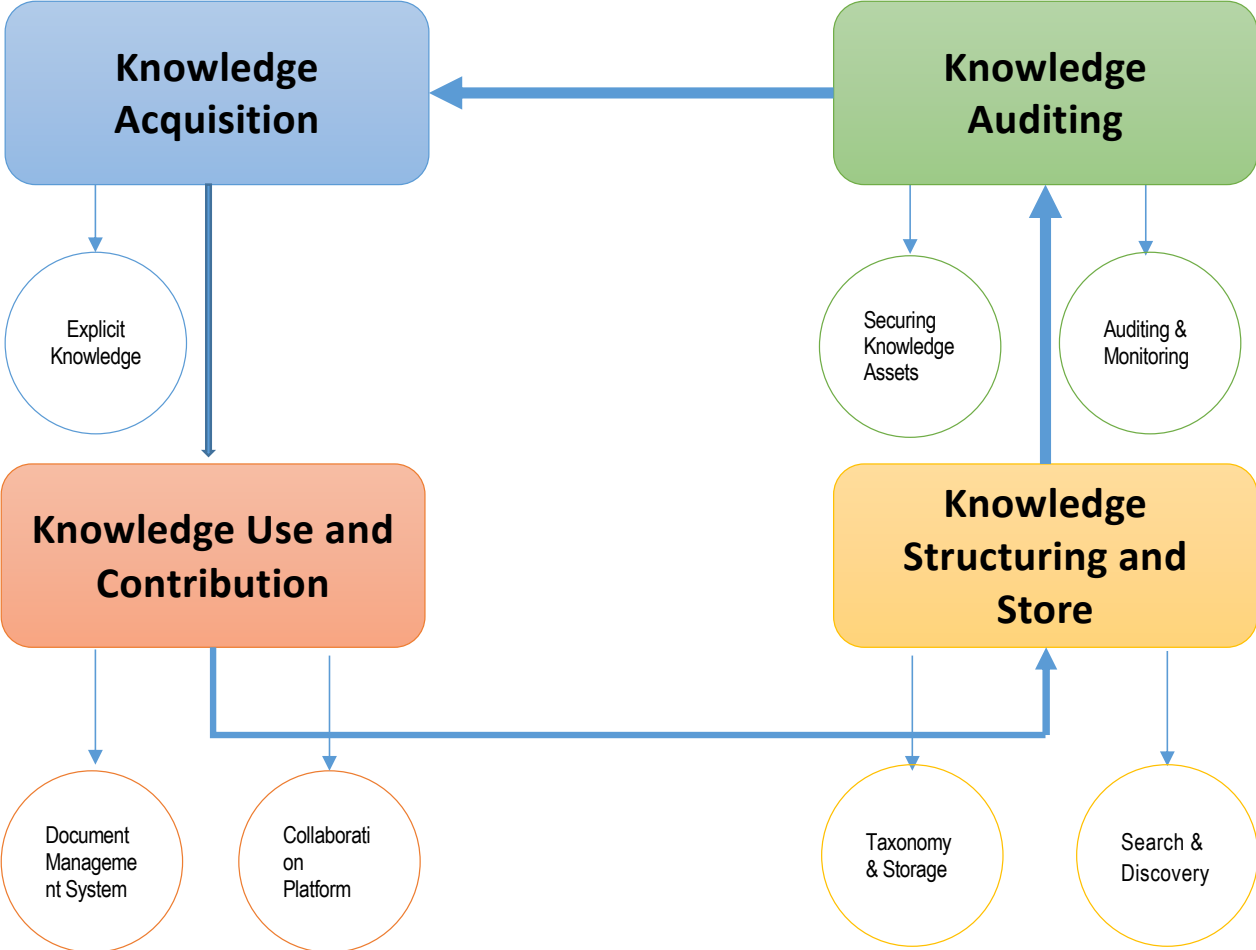 Knowledge
Acquisition
Knowledge
Auditing
Explicit
Knowledge
Securing
Knowledge
Assets
Auditing &
Monitoring
Knowledge Use and
Contribution
Knowledge
Structuring and
Store
Document
Manageme
nt System
Collaborati
on
Platform
Taxonomy
& Storage
Search &
Discovery